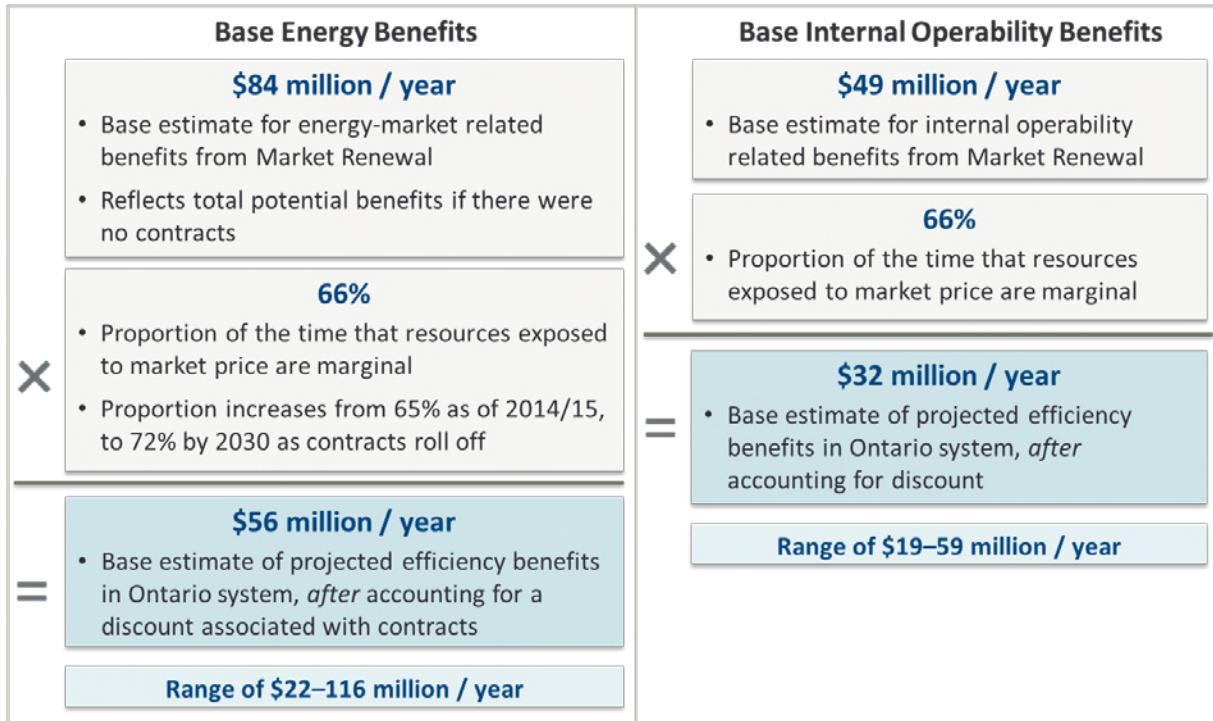 Base Energy Benefits
$84 million / year
• Base estimate for energy-market related
benefits from Market Renewal
• Reflects total potential benefits if there were
no contracts
×
66%
• Proportion of the time that resources exposed
to market price are marginal
• Proportion increases from 65% as of 2014/15,
to 72% by 2030 as contracts roll off
=
$56 million / year
• Base estimate of projected efficiency benefits
in Ontario system, after accounting for a
discount associated with contracts
Range of $22–116 million / year
Base Internal Operability Benefits
$49 million / year
• Base estimate for internal operability
related benefits from Market Renewal
×
66%
• Proportion of the time that resources
exposed to market price are marginal
=
$32 million / year
• Base estimate of projected efficiency
benefits in Ontario system, after
accounting for discount
Range of $19–59 million / year